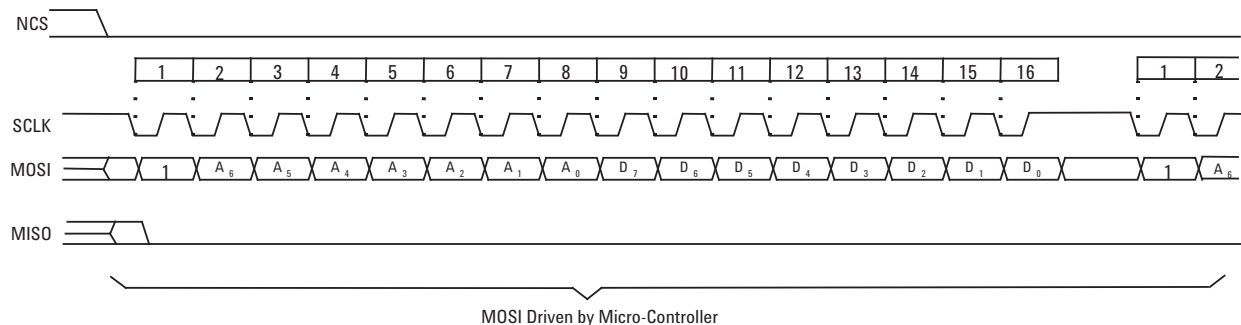 NCS
1 2 3 4 5 6 7 8 9 10 11 12 13 14 15 16 1 2
SCLK
MOSI 1 A6 A5 A4 A3 A2 A1 A0 D7 D6 D5 D4 D3 D2 D1 D0 1 A6
MISO
MOSI Driven by Micro-Controller